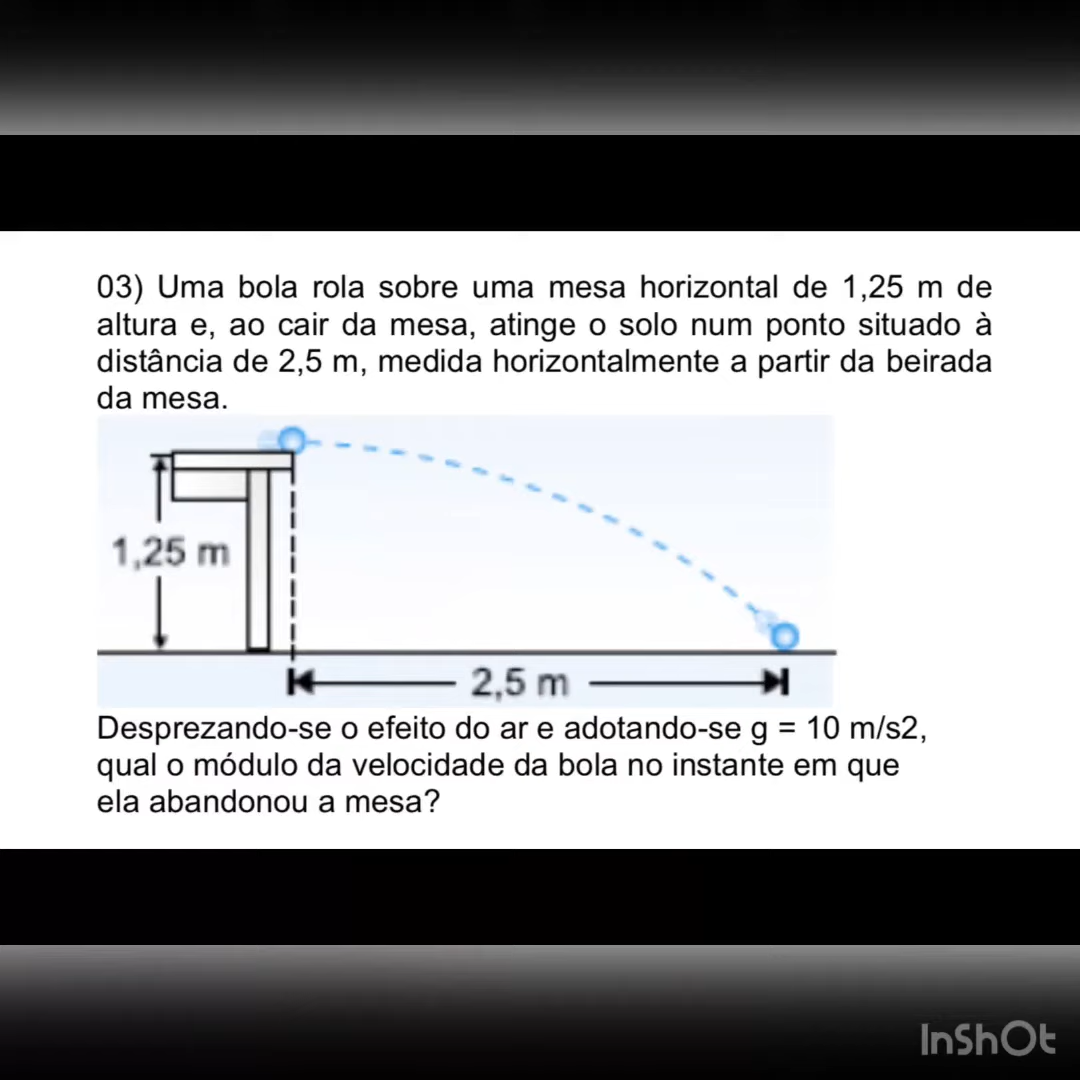 03) Uma bola rola sobre uma mesa horizontal de 1,25 m de
altura e, ao cair da mesa, atinge o solo num ponto situado à
distância de 2,5 m, medida horizontalmente a partir da beirada
da mesa.
1,25 m
2,5 m
Desprezando-se o efeito do ar e adotando-se g = 10 m/s2,
qual o módulo da velocidade da bola no instante em que
ela abandonou a mesa?
InShOt